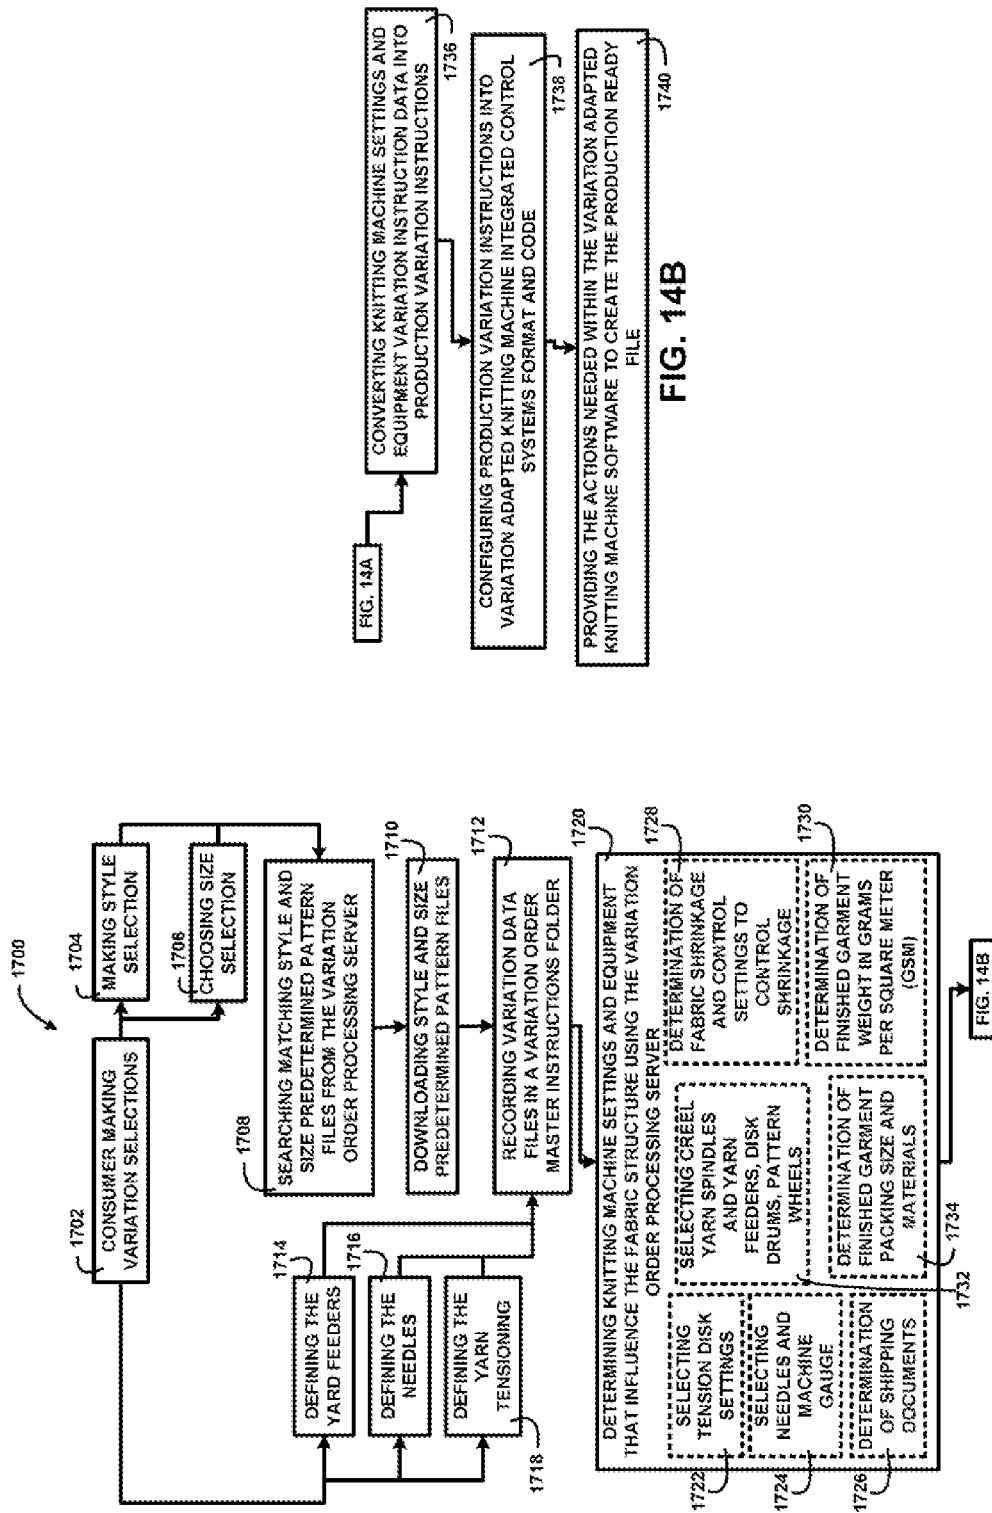 1700
1702
CONSUMER MAKING
VARIATION SELECTIONS
1704
MAKING STYLE
SELECTION
1706
CHOOSING SIZE
SELECTION
1708
SEARCHING MATCHING STYLE AND
SIZE PREDETERMINED PATTERN
FILES FROM THE VARIATION
ORDER PROCESSING SERVER
1710
DOWNLOADING STYLE AND SIZE
PREDETERMINED PATTERN FILES
1712
RECORDING VARIATION DATA
FILES IN A VARIATION ORDER
MASTER INSTRUCTIONS FOLDER
1714
DEFINING THE
YARD FEEDERS
1716
DEFINING THE
NEEDLES
DEFINING THE
YARN
TENSIONING
1718
1720
DETERMINING KNITTING MACHINE SETTINGS AND EQUIPMENT
THAT INFLUENCE THE FABRIC STRUCTURE USING THE VARIATION
ORDER PROCESSING SERVER
1722
SELECTING
TENSION DISK
SETTINGS
1724
SELECTING
NEEDLES AND
MACHINE
GAUGE
1726
DETERMINATION
OF SHIPPING
DOCUMENTS
SELECTING CREEL
YARN SPINDLES
AND YARN
FEEDERS, DISK
DRUMS, PATTERN
WHEELS
1732
DETERMINATION OF
FINISHED GARMENT
PACKING SIZE AND
MATERIALS
1734
1728
DETERMINATION OF
FABRIC SHRINKAGE
AND CONTROL
SETTINGS TO
CONTROL
SHRINKAGE
1730
DETERMINATION OF
FINISHED GARMENT
WEIGHT IN GRAMS
PER SQUARE METER
(GSM)
FIG. 14B
FIG. 14A
CONVERTING KNITTING MACHINE SETTINGS AND
EQUIPMENT VARIATION INSTRUCTION DATA INTO
PRODUCTION VARIATION INSTRUCTIONS
1736
CONFIGURING PRODUCTION VARIATION INSTRUCTIONS INTO
VARIATION ADAPTED KNITTING MACHINE INTEGRATED CONTROL
SYSTEMS FORMAT AND CODE
1738
PROVIDING THE ACTIONS NEEDED WITHIN THE VARIATION ADAPTED
KNITTING MACHINE SOFTWARE TO CREATE THE PRODUCTION READY
FILE
1740
FIG. 14B